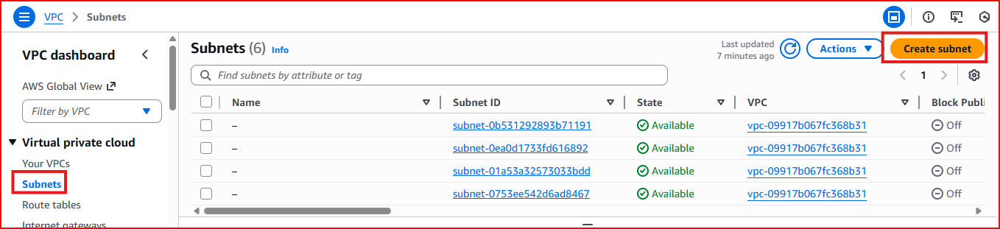 VPC > Subnets
VPC dashboard
AWS Global View
Filter by VPC
Virtual private cloud
Your VPCs
Subnets
Route tables
Internet gateways
Subnets (6) Info
Last updated
7 minutes ago
Actions
Create subnet
Find subnets by attribute or tag
1
Name Subnet ID State VPC Block Publi
– subnet-0b531292893b71191 Available vpc-09917b067fc368b31 Off
– subnet-0ea0d1733fd616892 Available vpc-09917b067fc368b31 Off
– subnet-01a53a32573033bdd Available vpc-09917b067fc368b31 Off
– subnet-0753ee542d6ad8467 Available vpc-09917b067fc368b31 Off